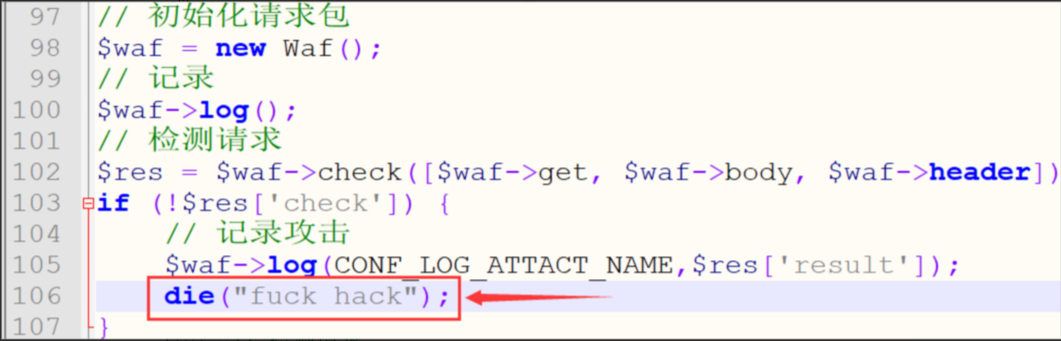 97 // 初始化请求包
98 $waf = new Waf();
99 // 记录
100 $waf->log();
101 // 检测请求
102 $res = $waf->check([$waf->get, $waf->body, $waf->header])
103 if (!$res['check']) {
104 // 记录攻击
105 $waf->log(CONF_LOG_ATTACT_NAME,$res['result']);
106 die("fuck hack");
107 }